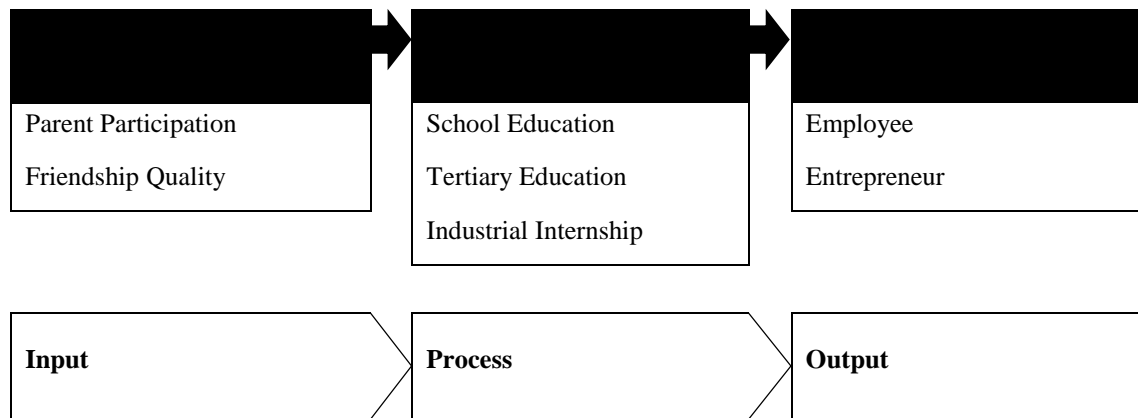 Parent Participation
Friendship Quality
School Education
Tertiary Education
Industrial Internship
Employee
Entrepreneur
Input
Process
Output